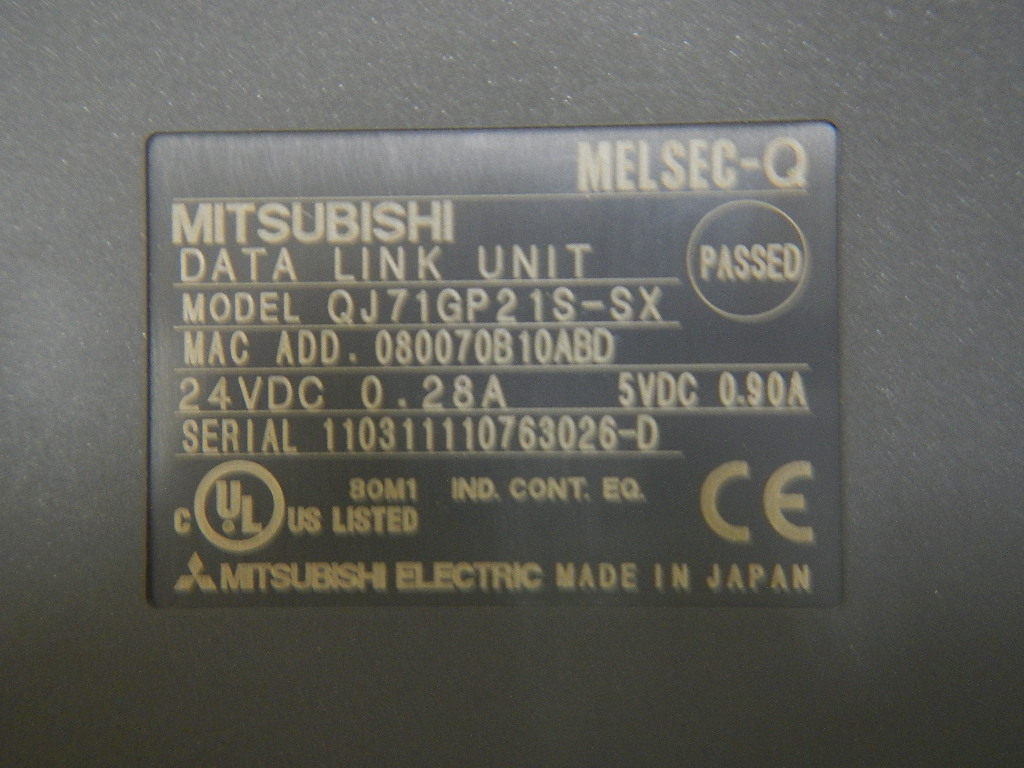 MELSEC-Q
MITSUBISHI
DATA LINK UNIT
PASSED
MODEL QJ71GP21S-SX
MAC ADD. 080070B10ABD
24VDC 0.28A 5VDC 0.90A
SERIAL 110311110763026-D
C UL US LISTED 80M1 IND. CONT. EQ.
CE
MITSUBISHI ELECTRIC MADE IN JAPAN